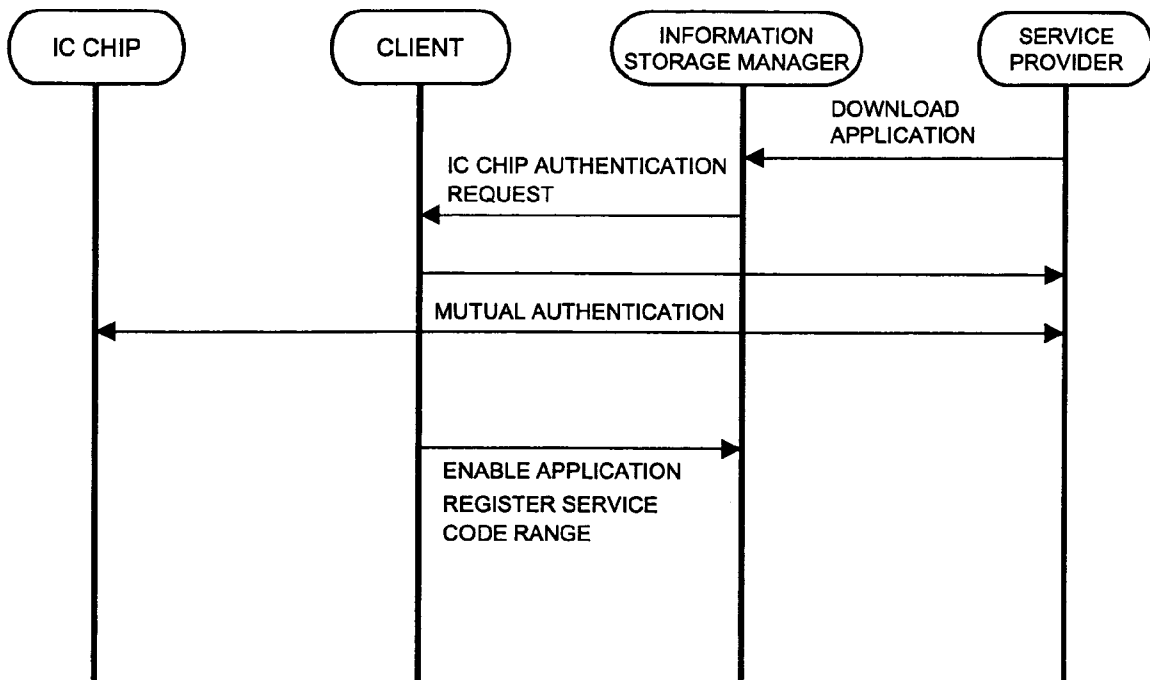 IC CHIP
CLIENT
INFORMATION
STORAGE MANAGER
SERVICE
PROVIDER
DOWNLOAD
APPLICATION
IC CHIP AUTHENTICATION
REQUEST
MUTUAL AUTHENTICATION
ENABLE APPLICATION
REGISTER SERVICE
CODE RANGE